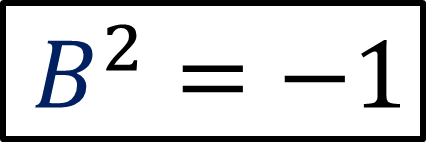 B² = −1